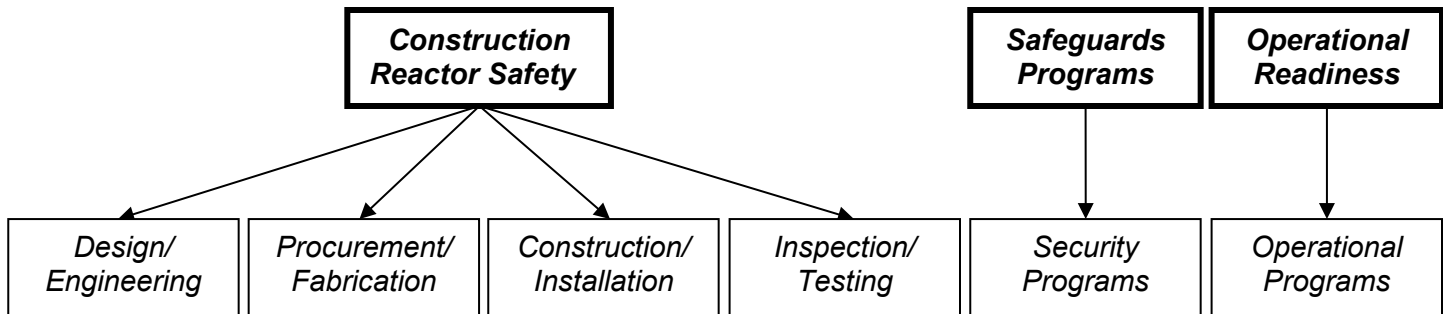 Construction
Reactor Safety
Safeguards
Programs
Operational
Readiness
Design/
Engineering
Procurement/
Fabrication
Construction/
Installation
Inspection/
Testing
Security
Programs
Operational
Programs